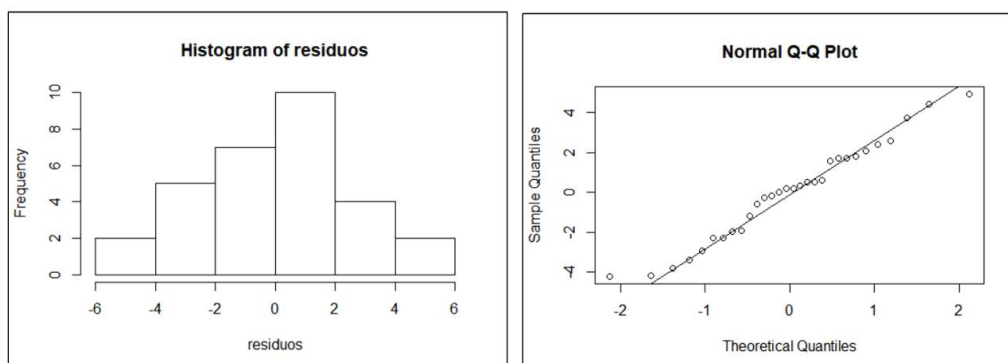 Histogram of residuos
Frequency
0 2 4 6 8 10
-6 -4 -2 0 2 4 6
residuos
Normal Q-Q Plot
Sample Quantiles
-4 -2 0 2 4
-2 -1 0 1 2
Theoretical Quantiles